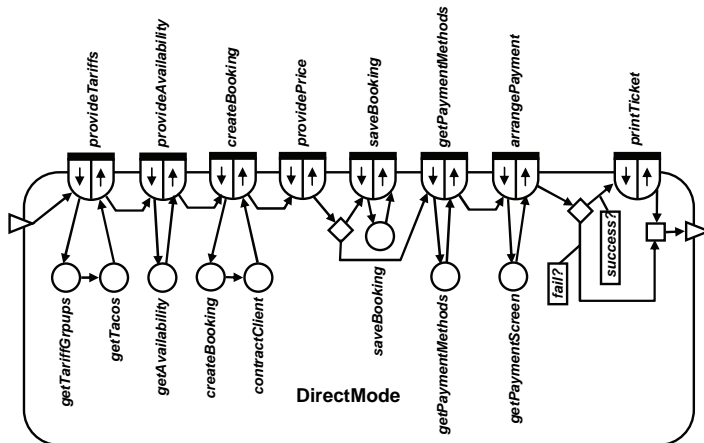 provideTariffs
provideAvailability
createBooking
providePrice
saveBooking
getPaymentMethods
arrangePayment
printTicket
getTariffGrpups
getTacos
getAvailability
createBooking
contractClient
saveBooking
getPaymentMethods
getPaymentScreen
fail?
success?
DirectMode